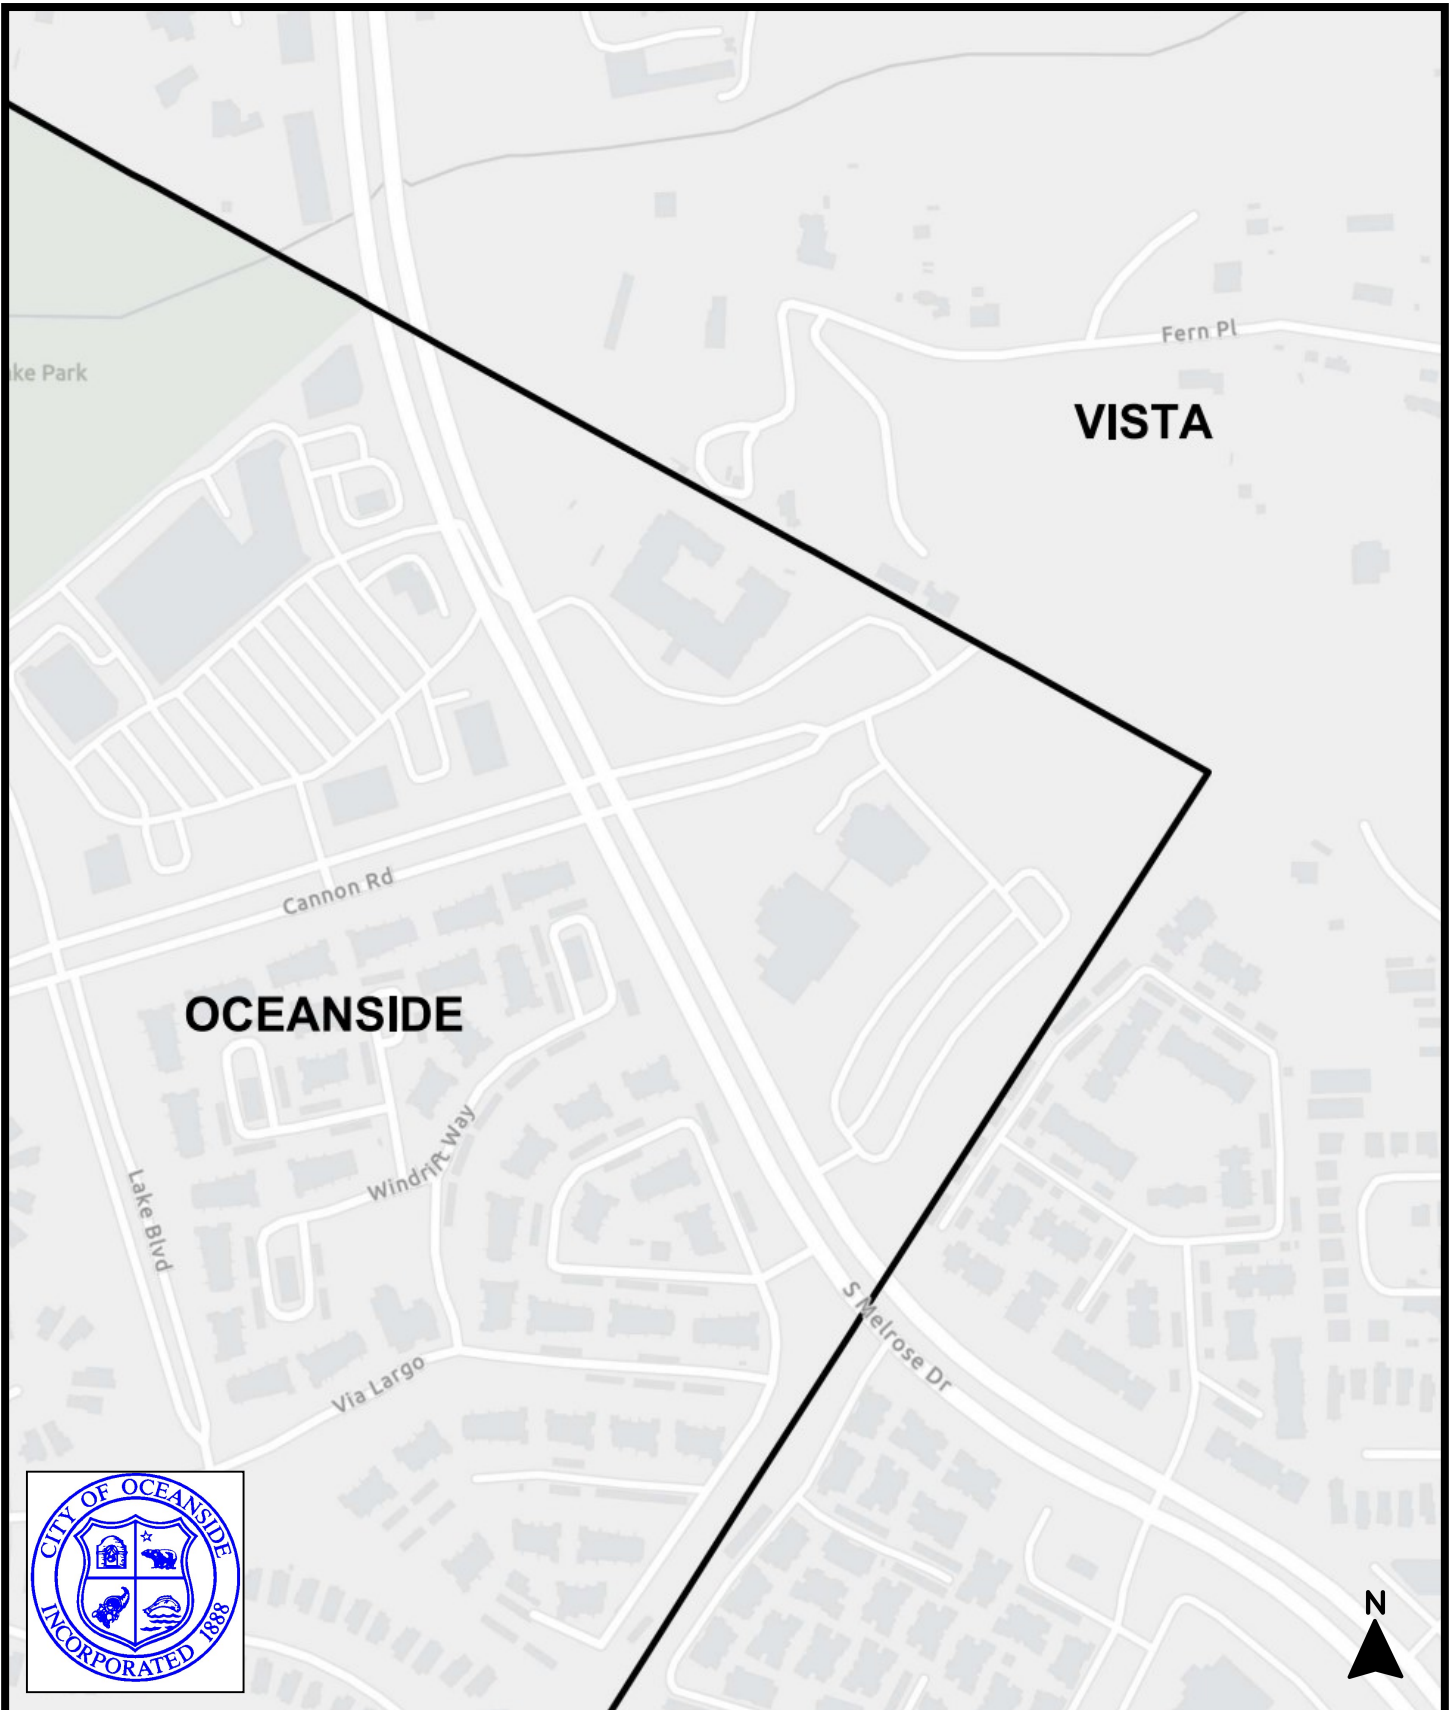 Fern Pl
ke Park
VISTA
Cannon Rd
OCEANSIDE
Windrift Way
Lake Blvd
S Melrose Dr
Via Largo
CITY OF OCEANSIDE
INCORPORATED 1888
N